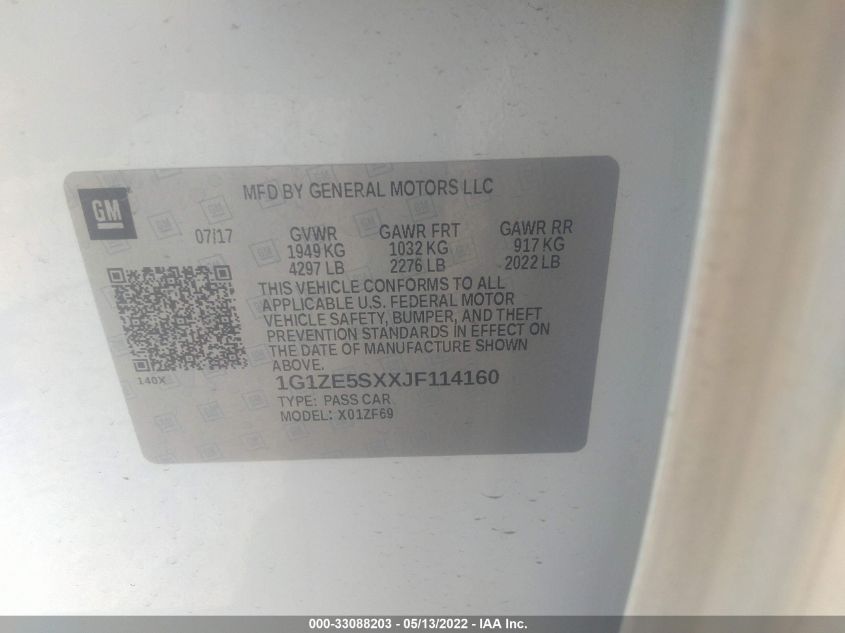 GM
MFD BY GENERAL MOTORS LLC
07/17
GVWR GAWR FRT GAWR RR
1949 KG 1032 KG 917 KG
4297 LB 2276 LB 2022 LB
THIS VEHICLE CONFORMS TO ALL
APPLICABLE U.S. FEDERAL MOTOR
VEHICLE SAFETY, BUMPER, AND THEFT
PREVENTION STANDARDS IN EFFECT ON
THE DATE OF MANUFACTURE SHOWN
ABOVE.
140X
1G1ZE5SXXJF114160
TYPE: PASS CAR
MODEL: X01ZF69
000-33088203 - 05/13/2022 - IAA Inc.